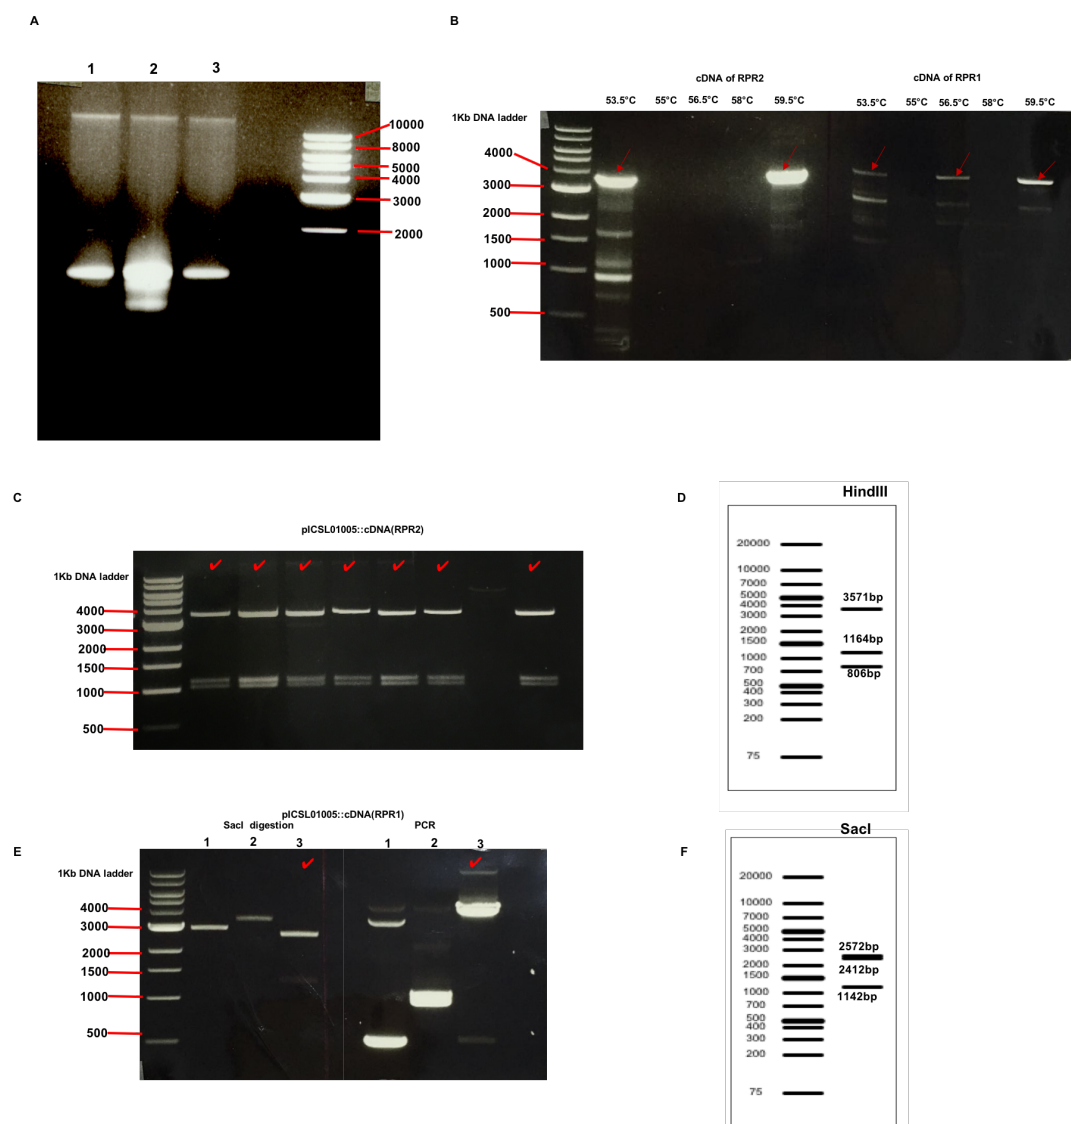 A
1 2 3
10000
8000
5000
4000
3000
2000
B
cDNA of RPR2 cDNA of RPR1
53.5°C 55°C 56.5°C 58°C 59.5°C 53.5°C 55°C 56.5°C 58°C 59.5°C
1Kb DNA ladder
4000
3000
2000
1500
1000
500
C
pICSL01005::cDNA(RPR2)
1Kb DNA ladder
4000
3000
2000
1500
1000
500
D
HindIII
20000
10000
7000
5000
4000
3000
2000
1500
1000
700
500
400
300
200
75
3571bp
1164bp
806bp
E
pICSL01005::cDNA(RPR1)
SacI digestion PCR
1 2 3 1 2 3
1Kb DNA ladder
4000
3000
2000
1500
1000
500
F
SacI
20000
10000
7000
5000
4000
3000
2000
1500
1000
700
500
400
300
200
75
2572bp
2412bp
1142bp